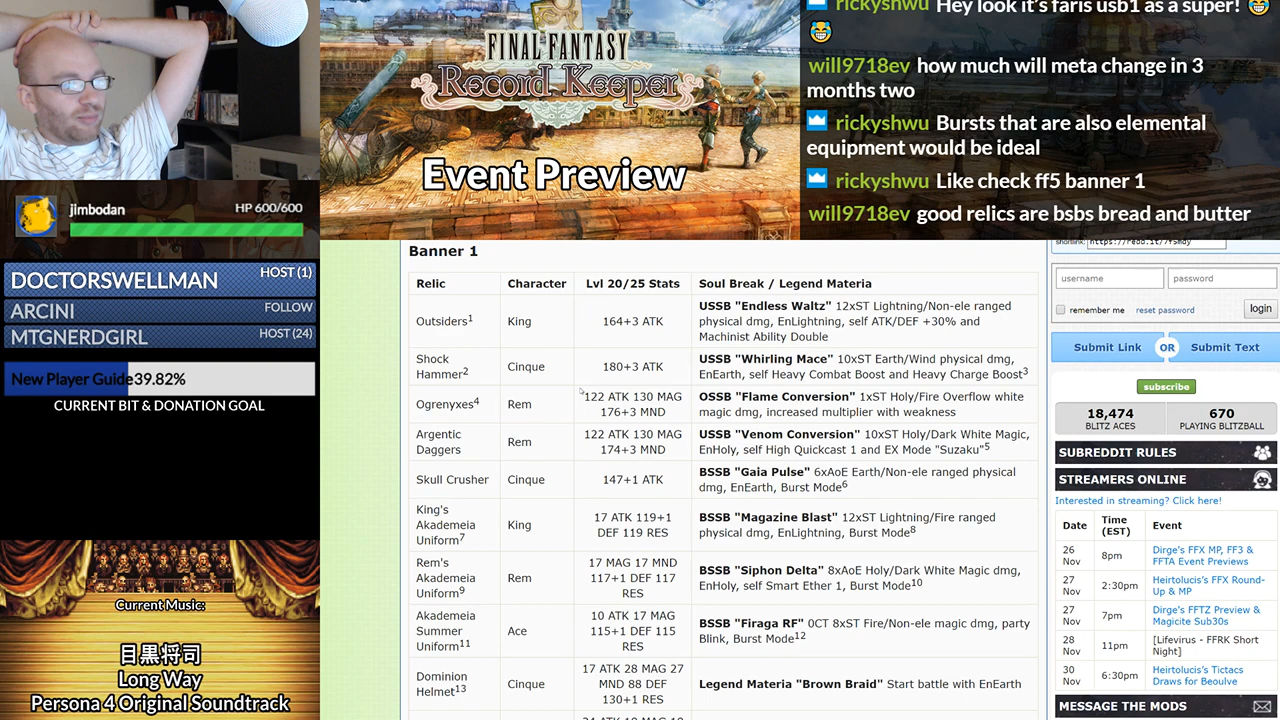 FINAL FANTASY
Record Keeper
Event Preview
rickyshwu Hey look it's faris usb1 as a super! 😂
😂
will9718ev how much will meta change in 3
months two
rickyshwu Bursts that are also elemental
equipment would be ideal
rickyshwu Like check ff5 banner 1
will9718ev good relics are bsbs bread and butter
jimbodan HP 600/600
DOCTORSWELLMAN HOST (1)
ARCINI FOLLOW
MTGNERDGIRL HOST (24)
New Player Guide39.82%
CURRENT BIT & DONATION GOAL
Current Music:
目黒将司
Long Way
Persona 4 Original Soundtrack
Banner 1
Relic Character Lvl 20/25 Stats Soul Break / Legend Materia
Outsiders1 King 164+3 ATK USSB "Endless Waltz" 12xST Lightning/Non-ele ranged
physical dmg, EnLightning, self ATK/DEF +30% and
Machinist Ability Double
Shock
Hammer2 Cinque 180+3 ATK USSB "Whirling Mace" 10xST Earth/Wind physical dmg,
EnEarth, self Heavy Combat Boost and Heavy Charge Boost3
Ogrenyxes4 Rem 122 ATK 130 MAG
176+3 MND OSSB "Flame Conversion" 1xST Holy/Fire Overflow white
magic dmg, increased multiplier with weakness
Argentic
Daggers Rem 122 ATK 130 MAG
174+3 MND USSB "Venom Conversion" 10xST Holy/Dark White Magic,
EnHoly, self High Quickcast 1 and EX Mode "Suzaku"5
Skull Crusher Cinque 147+1 ATK BSSB "Gaia Pulse" 6xAoE Earth/Non-ele ranged physical
dmg, EnEarth, Burst Mode6
King's
Akademeia
Uniform7 King 17 ATK 119+1
DEF 119 RES BSSB "Magazine Blast" 12xST Lightning/Fire ranged
physical dmg, EnLightning, Burst Mode8
Rem's
Akademeia
Uniform9 Rem 17 MAG 17 MND
117+1 DEF 117
RES BSSB "Siphon Delta" 8xAoE Holy/Dark White Magic dmg,
EnHoly, self Smart Ether 1, Burst Mode10
Akademeia
Summer
Uniform11 Ace 10 ATK 17 MAG
115+1 DEF 115
RES BSSB "Firaga RF" 0CT 8xST Fire/Non-ele magic dmg, party
Blink, Burst Mode12
Dominion
Helmet13 Cinque 17 ATK 28 MAG 27
MND 88 DEF
130+1 RES Legend Materia "Brown Braid" Start battle with EnEarth
username password
remember me reset password login
Submit Link OR Submit Text
subscribe
18,474 670
BLITZ ACES PLAYING BLITZBALL
SUBREDDIT RULES
STREAMERS ONLINE
Interested in streaming? Click here!
Date Time
(EST) Event
26
Nov 8pm Dirge's FFX MP, FF3 &
FFTA Event Previews
27
Nov 2:30pm Heirtolucis's FFX Round-
Up & MP
27
Nov 7pm Dirge's FFTZ Preview &
Magicite Sub30s
28
Nov 11pm [Lifevirus - FFRK Short
Night]
30
Nov 6:30pm Heirtolucis's Tictacs
Draws for Beoulve
MESSAGE THE MODS